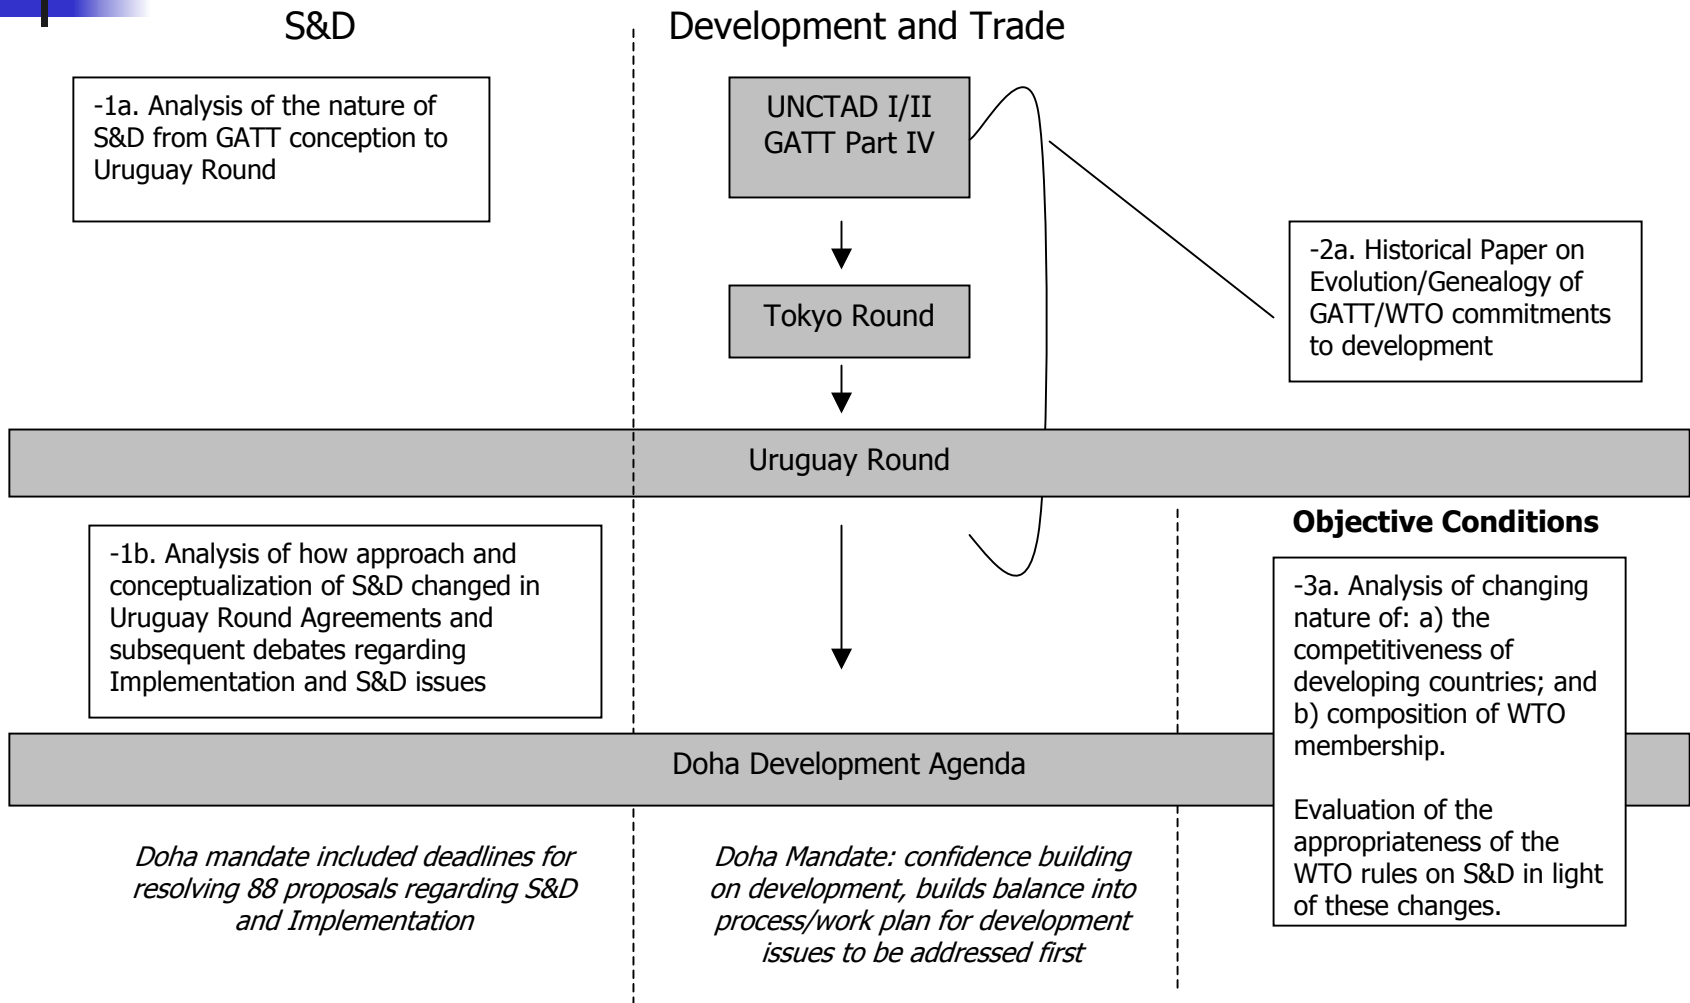 S&D
Development and Trade
-1a. Analysis of the nature of
S&D from GATT conception to
Uruguay Round
UNCTAD I/II
GATT Part IV
Tokyo Round
-2a. Historical Paper on
Evolution/Genealogy of
GATT/WTO commitments
to development
Uruguay Round
-1b. Analysis of how approach and
conceptualization of S&D changed in
Uruguay Round Agreements and
subsequent debates regarding
Implementation and S&D issues
Objective Conditions
-3a. Analysis of changing
nature of: a) the
competitiveness of
developing countries; and
b) composition of WTO
membership.
Evaluation of the
appropriateness of the
WTO rules on S&D in light
of these changes.
Doha Development Agenda
Doha mandate included deadlines for
resolving 88 proposals regarding S&D
and Implementation
Doha Mandate: confidence building
on development, builds balance into
process/work plan for development
issues to be addressed first